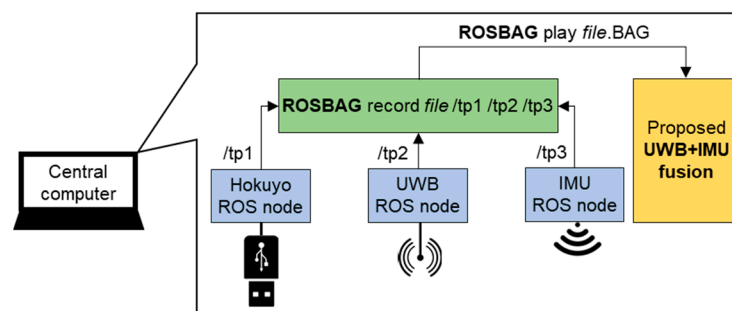 ROSBAG play file.BAG
ROSBAG record file /tp1 /tp2 /tp3
Proposed
UWB+IMU
fusion
/tp1
/tp2
/tp3
Central
computer
Hokuyo
ROS node
UWB
ROS node
IMU
ROS node